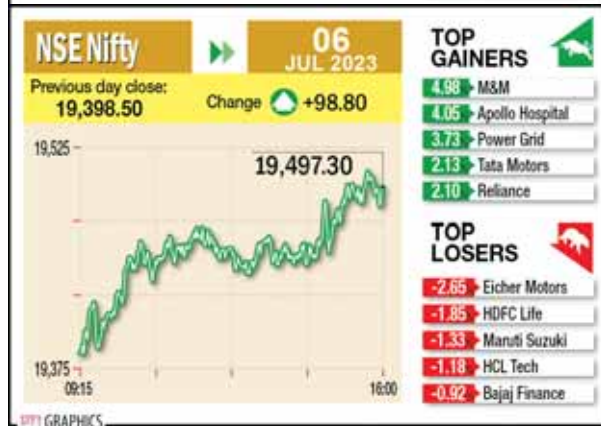 NSE Nifty
06
JUL 2023
Previous day close:
19,398.50
Change +98.80
19,525
19,497.30
19,375
09:15
16:00
TOP
GAINERS
4.98 M&M
4.05 Apollo Hospital
3.73 Power Grid
2.13 Tata Motors
2.10 Reliance
TOP
LOSERS
-2.65 Eicher Motors
-1.85 HDFC Life
-1.33 Maruti Suzuki
-1.18 HCL Tech
-0.92 Bajaj Finance
PTI GRAPHICS